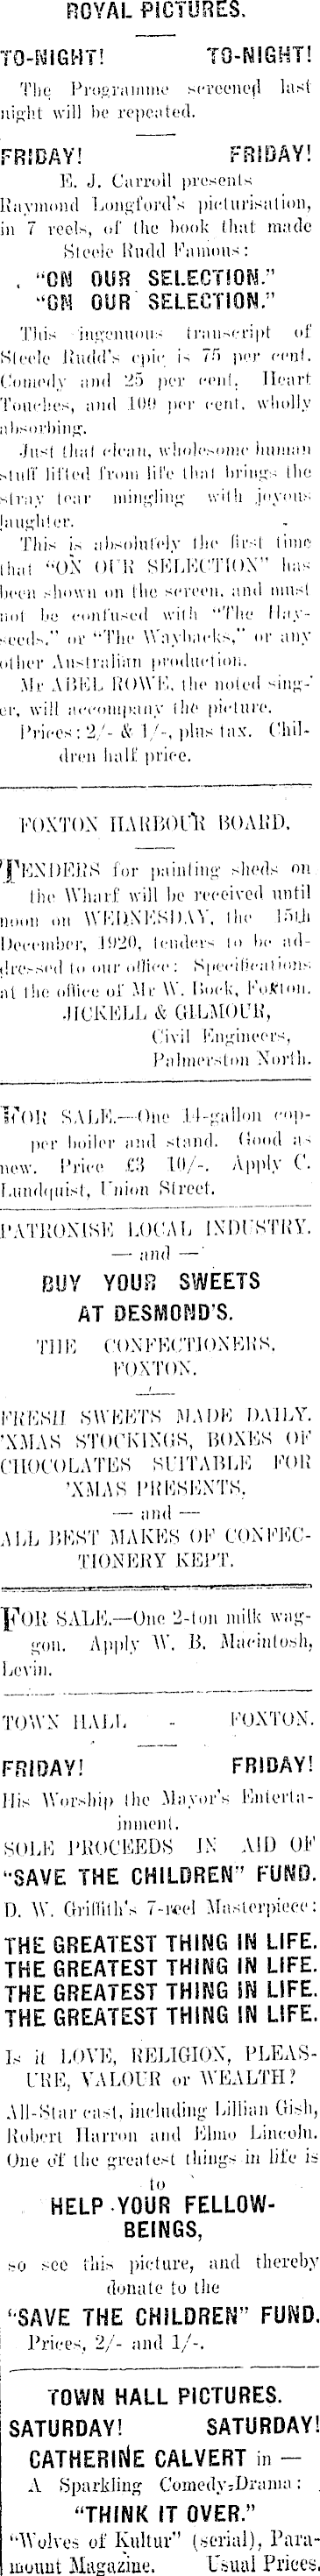 ROYAL PICTURES.
TO-NIGHT! TO-NIGHT!
The Programme screened last
night will be repeated.
FRIDAY! FRIDAY!
E. J. Carroll presents
Raymond Longford's picturisation,
in 7 reels, of the book that made
Steele Rudd Famous:
"ON OUR SELECTION."
"ON OUR SELECTION."
This ingenuous transcript of
Steele Rudd's epic is 75 per cent.
Comedy and 25 per cent. Heart
Touches, and 100 per cent. wholly
absorbing.
Just that clean, wholesome human
stuff lifted from life that brings the
stray tear mingling with joyous
laughter.
This is absolutely the first time
that "ON OUR SELECTION" has
been shown on the screen, and must
not be confused with "The Hay-
seeds," or "The Waybacks," or any
other Australian production.
Mr ABEL ROWE, the noted sing-
er, will accompany the picture.
Prices: 2/- & 1/-, plus tax. Chil-
dren half price.
FOXTON HARBOUR BOARD.
TENDERS for painting sheds on
the Wharf will be received until
noon on WEDNESDAY, the 15th
December, 1920, tenders to be ad-
dressed to our office: Specifications
at the office of Mr W. Bock, Foxton.
JICKELL & GILMOUR,
Civil Engineers,
Palmerston North.
FOR SALE.—One 14-gallon cop-
per boiler and stand. Good as
new. Price £3 10/-. Apply C.
Lundquist, Union Street.
PATRONISE LOCAL INDUSTRY.
— and —
BUY YOUR SWEETS
AT DESMOND'S.
THE CONFECTIONERS,
FOXTON.
FRESH SWEETS MADE DAILY.
'XMAS STOCKINGS, BOXES OF
CHOCOLATES SUITABLE FOR
'XMAS PRESENTS,
— and —
ALL BEST MAKES OF CONFEC-
TIONERY KEPT.
FOR SALE.—One 2-ton milk wag-
gon. Apply W. B. Macintosh,
Levin.
TOWN HALL - FOXTON.
FRIDAY! FRIDAY!
His Worship the Mayor's Enterta-
inment.
SOLE PROCEEDS IN AID OF
"SAVE THE CHILDREN" FUND.
D. W. Griffith's 7-reel Masterpiece:
THE GREATEST THING IN LIFE.
THE GREATEST THING IN LIFE.
THE GREATEST THING IN LIFE.
THE GREATEST THING IN LIFE.
Is it LOVE, RELIGION, PLEAS-
URE, VALOUR or WEALTH?
All-Star cast, including Lillian Gish,
Robert Harron and Elmo Lincoln.
One of the greatest things in life is
to
HELP YOUR FELLOW-
BEINGS,
so see this picture, and thereby
donate to the
"SAVE THE CHILDREN" FUND.
Prices, 2/- and 1/-.
TOWN HALL PICTURES.
SATURDAY! SATURDAY!
CATHERINE CALVERT in —
A Sparkling Comedy-Drama:
"THINK IT OVER."
"Wolves of Kultur" (serial), Para-
mount Magazine. Usual Prices.